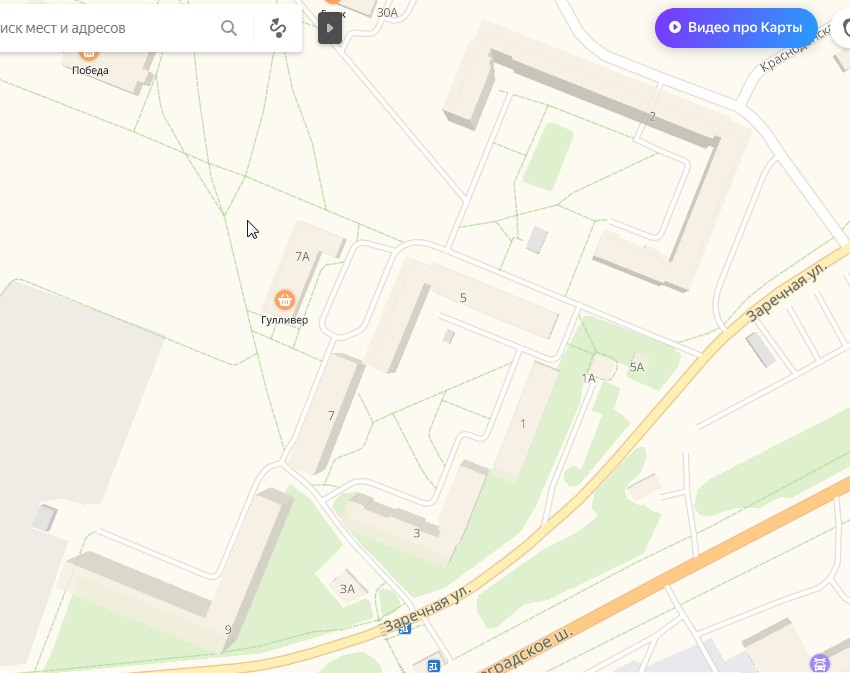 30А
иск мест и адресов
Видео про Карты
Победа
2
7А
5
Гулливер
Заречная ул.
5А
1А
7
1
3
3А
Заречная ул.
9
градское ш.